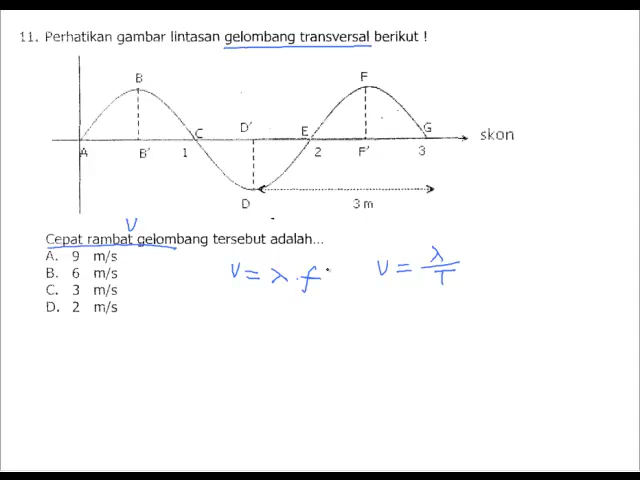 11. Perhatikan gambar lintasan gelombang transversal berikut !
B
F
D'
C
E
G
skon
A
B'
1
2
F'
3
D
3 m
V
Cepat rambat gelombang tersebut adalah...
A. 9 m/s
B. 6 m/s
C. 3 m/s
D. 2 m/s
V = λ . f
V = λ / T